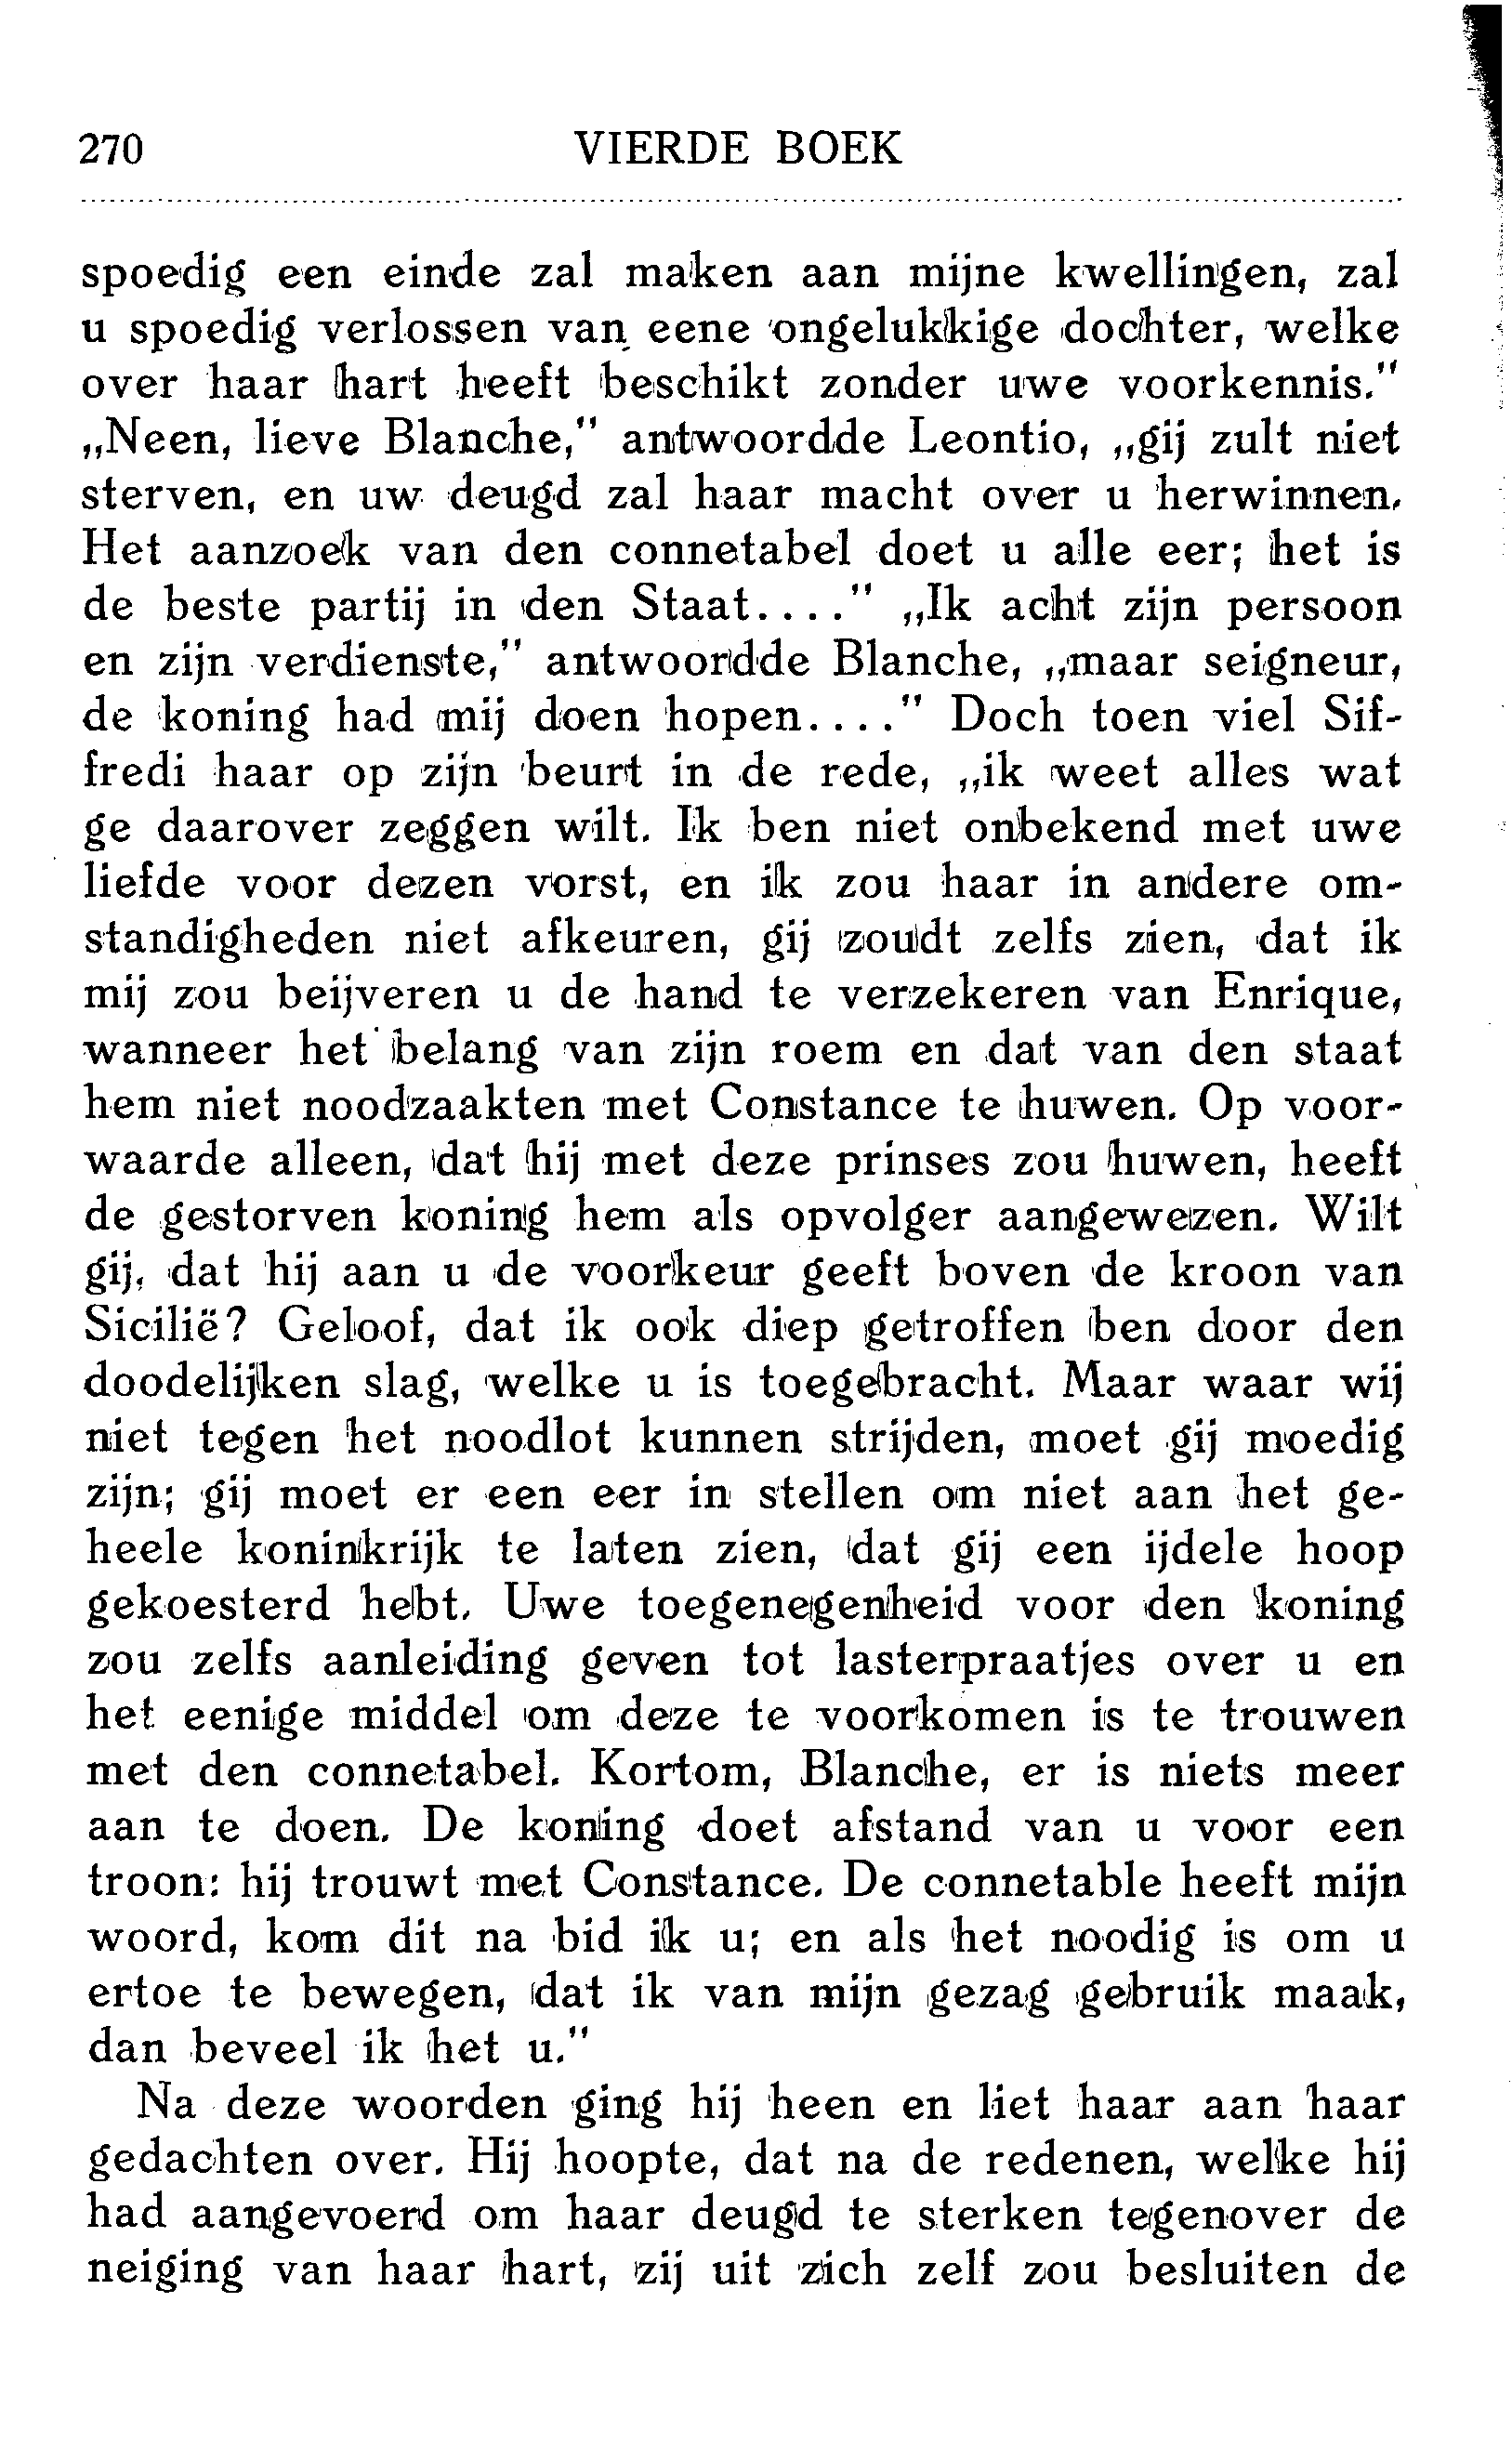 270 VIERDE BOEK
spoedig een einde zal maken aan mijne kwellingen, zal
u spoedig verlossen van eene ongelukkige dochter, welke
over haar hart heeft beschikt zonder uwe voorkennis."
„Neen, lieve Blanche," antwoordde Leontio, „gij zult niet
sterven, en uw deugd zal haar macht over u herwinnen.
Het aanzoek van den connetabel doet u alle eer; het is
de beste partij in den Staat...." „Ik acht zijn persoon
en zijn verdienste," antwoordde Blanche, „maar seigneur,
de koning had mij doen hopen...." Doch toen viel Sif-
fredi haar op zijn beurt in de rede, „ik weet alles wat
ge daarover zeggen wilt. Ik ben niet onbekend met uwe
liefde voor dezen vorst, en ik zou haar in andere om-
standigheden niet afkeuren, gij zoudt zelfs zien, dat ik
mij zou beijveren u de hand te verzekeren van Enrique,
wanneer het belang van zijn roem en dat van den staat
hem niet noodzaakten met Constance te huwen. Op voor-
waarde alleen, dat hij met deze prinses zou huwen, heeft
de gestorven koning hem als opvolger aangewezen. Wilt
gij, dat hij aan u de voorkeur geeft boven de kroon van
Sicilië? Geloof, dat ik ook diep getroffen ben door den
doodelijken slag, welke u is toegebracht. Maar waar wij
niet tegen het noodlot kunnen strijden, moet gij moedig
zijn; gij moet er een eer in stellen om niet aan het ge-
heele koninkrijk te laten zien, dat gij een ijdele hoop
gekoesterd hebt. Uwe toegenegenheid voor den koning
zou zelfs aanleiding geven tot lasterpraatjes over u en
het eenige middel om deze te voorkomen is te trouwen
met den connetabel. Kortom, Blanche, er is niets meer
aan te doen. De koning doet afstand van u voor een
troon: hij trouwt met Constance. De connetable heeft mijn
woord, kom dit na bid ik u; en als het noodig is om u
ertoe te bewegen, dat ik van mijn gezag gebruik maak,
dan beveel ik het u."
Na deze woorden ging hij heen en liet haar aan haar
gedachten over. Hij hoopte, dat na de redenen, welke hij
had aangevoerd om haar deugd te sterken tegenover de
neiging van haar hart, zij uit zich zelf zou besluiten de